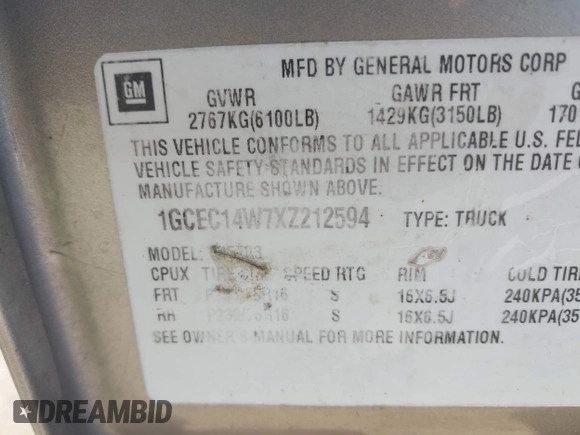 GM
MFD BY GENERAL MOTORS CORP
GVWR GAWR FRT G
2767KG(6100LB) 1429KG(3150LB) 170
THIS VEHICLE CONFORMS TO ALL APPLICABLE U.S. FE
VEHICLE SAFETY STANDARDS IN EFFECT ON THE DATE
MANUFACTURE SHOWN ABOVE.
1GCEC14W7XZ212594 TYPE: TRUCK
MODEL:
CPUX TIRE SPEED RTG RIM COLD TIR
FRT S 16X6.5J 240KPA(35
RR S 16X6.5J 240KPA(35
SEE OWNER'S MANUAL FOR MORE INFORMATION.
DREAMBID